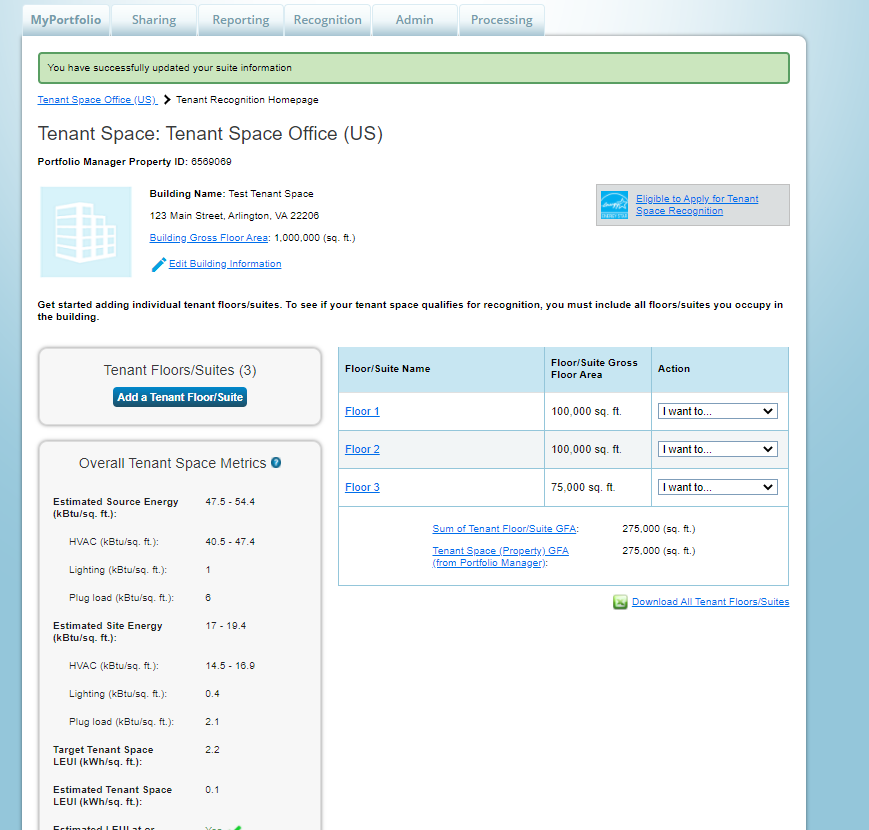 MyPortfolio Sharing Reporting Recognition Admin Processing
You have successfully updated your suite information
Tenant Space Office (US) Tenant Recognition Homepage
Tenant Space: Tenant Space Office (US)
Portfolio Manager Property ID: 6569069
Building Name: Test Tenant Space
123 Main Street, Arlington, VA 22206
Building Gross Floor Area: 1,000,000 (sq. ft.)
Edit Building Information
Eligible to Apply for Tenant
Space Recognition
Get started adding individual tenant floors/suites. To see if your tenant space qualifies for recognition, you must include all floors/suites you occupy in
the building.
Tenant Floors/Suites (3)
Add a Tenant Floor/Suite
Overall Tenant Space Metrics ?
Estimated Source Energy 47.5 - 54.4
(kBtu/sq. ft.):
HVAC (kBtu/sq. ft.): 40.5 - 47.4
Lighting (kBtu/sq. ft.): 1
Plug load (kBtu/sq. ft.): 6
Estimated Site Energy 17 - 19.4
(kBtu/sq. ft.):
HVAC (kBtu/sq. ft.): 14.5 - 16.9
Lighting (kBtu/sq. ft.): 0.4
Plug load (kBtu/sq. ft.): 2.1
Target Tenant Space 2.2
LEUI (kWh/sq. ft.):
Estimated Tenant Space 0.1
LEUI (kWh/sq. ft.):
Estimated LEUI at or Yes
Floor/Suite Name Floor/Suite Gross
Floor Area Action
Floor 1 100,000 sq. ft. I want to...
Floor 2 100,000 sq. ft. I want to...
Floor 3 75,000 sq. ft. I want to...
Sum of Tenant Floor/Suite GFA: 275,000 (sq. ft.)
Tenant Space (Property) GFA 275,000 (sq. ft.)
(from Portfolio Manager):
Download All Tenant Floors/Suites